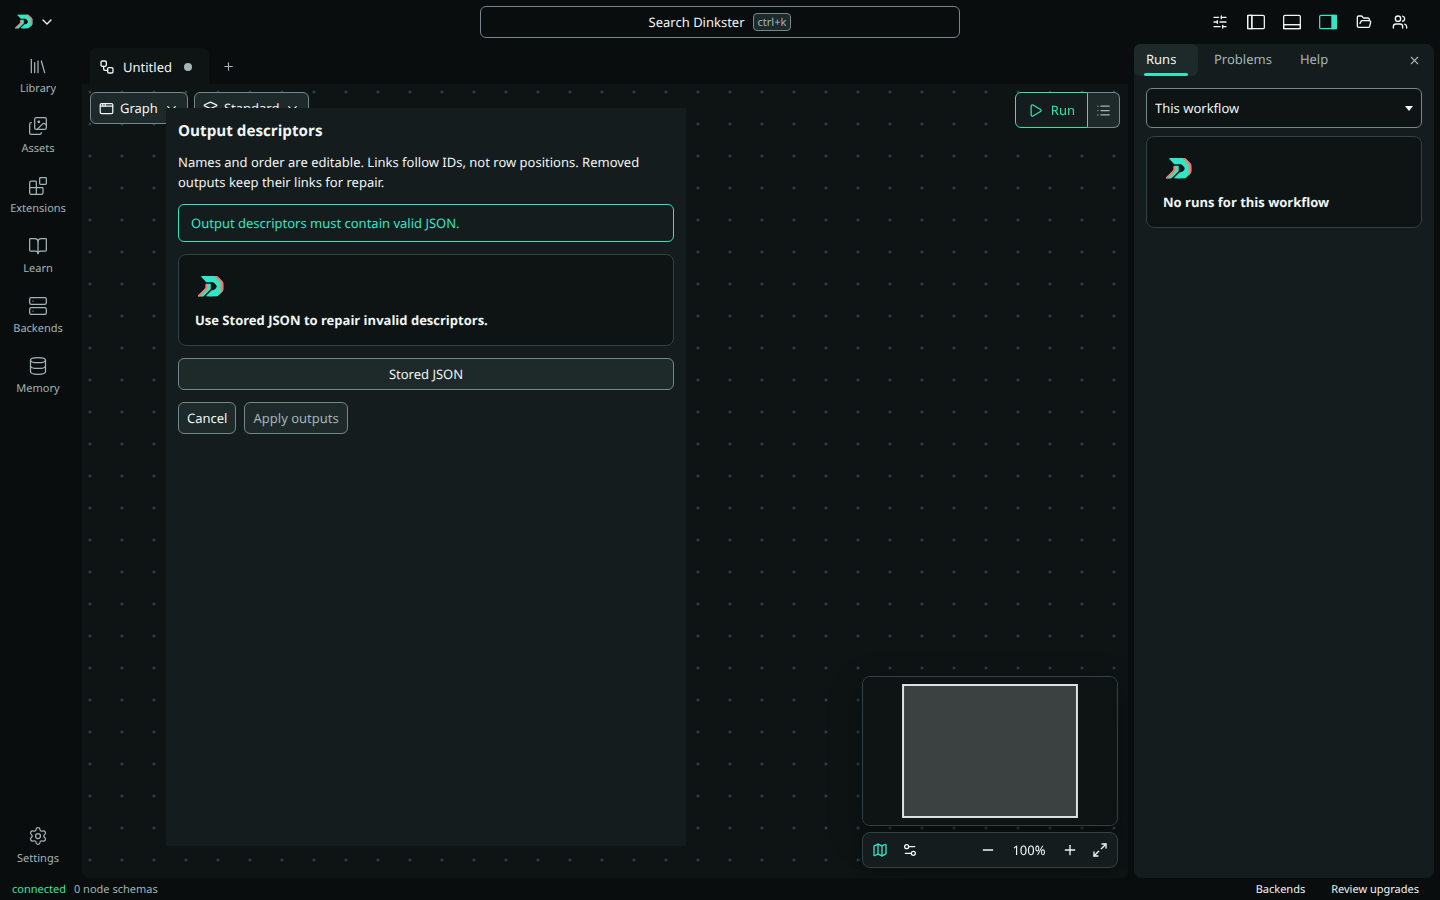 Search Dinkster ctrl+k
Library
Assets
Extensions
Learn
Backends
Memory
Settings
Untitled
Graph
Standard
Run
Output descriptors
Names and order are editable. Links follow IDs, not row positions. Removed
outputs keep their links for repair.
Output descriptors must contain valid JSON.
Use Stored JSON to repair invalid descriptors.
Stored JSON
Cancel Apply outputs
100%
Runs Problems Help
This workflow
No runs for this workflow
connected 0 node schemas
Backends Review upgrades